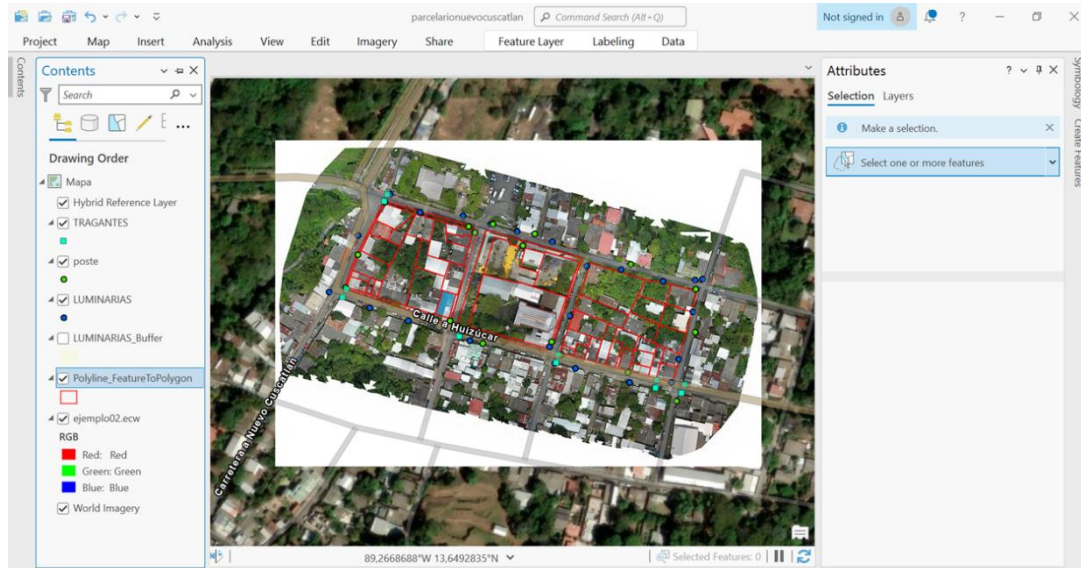 parcelarionuevocuscatlan
Command Search (Alt+Q)
Not signed in
Project Map Insert Analysis View Edit Imagery Share Feature Layer Labeling Data
Contents
Contents
Search
Drawing Order
Mapa
Hybrid Reference Layer
TRAGANTES
poste
LUMINARIAS
LUMINARIAS_Buffer
Polyline_FeatureToPolygon
ejemplo02.ecw
RGB
Red: Red
Green: Green
Blue: Blue
World Imagery
Calle a Huizúcar
Carretera a Nuevo Cuscatlán
89,2668688°W 13,6492835°N
Selected Features: 0
Attributes
Selection Layers
Make a selection.
Select one or more features
Symbology
Create Features